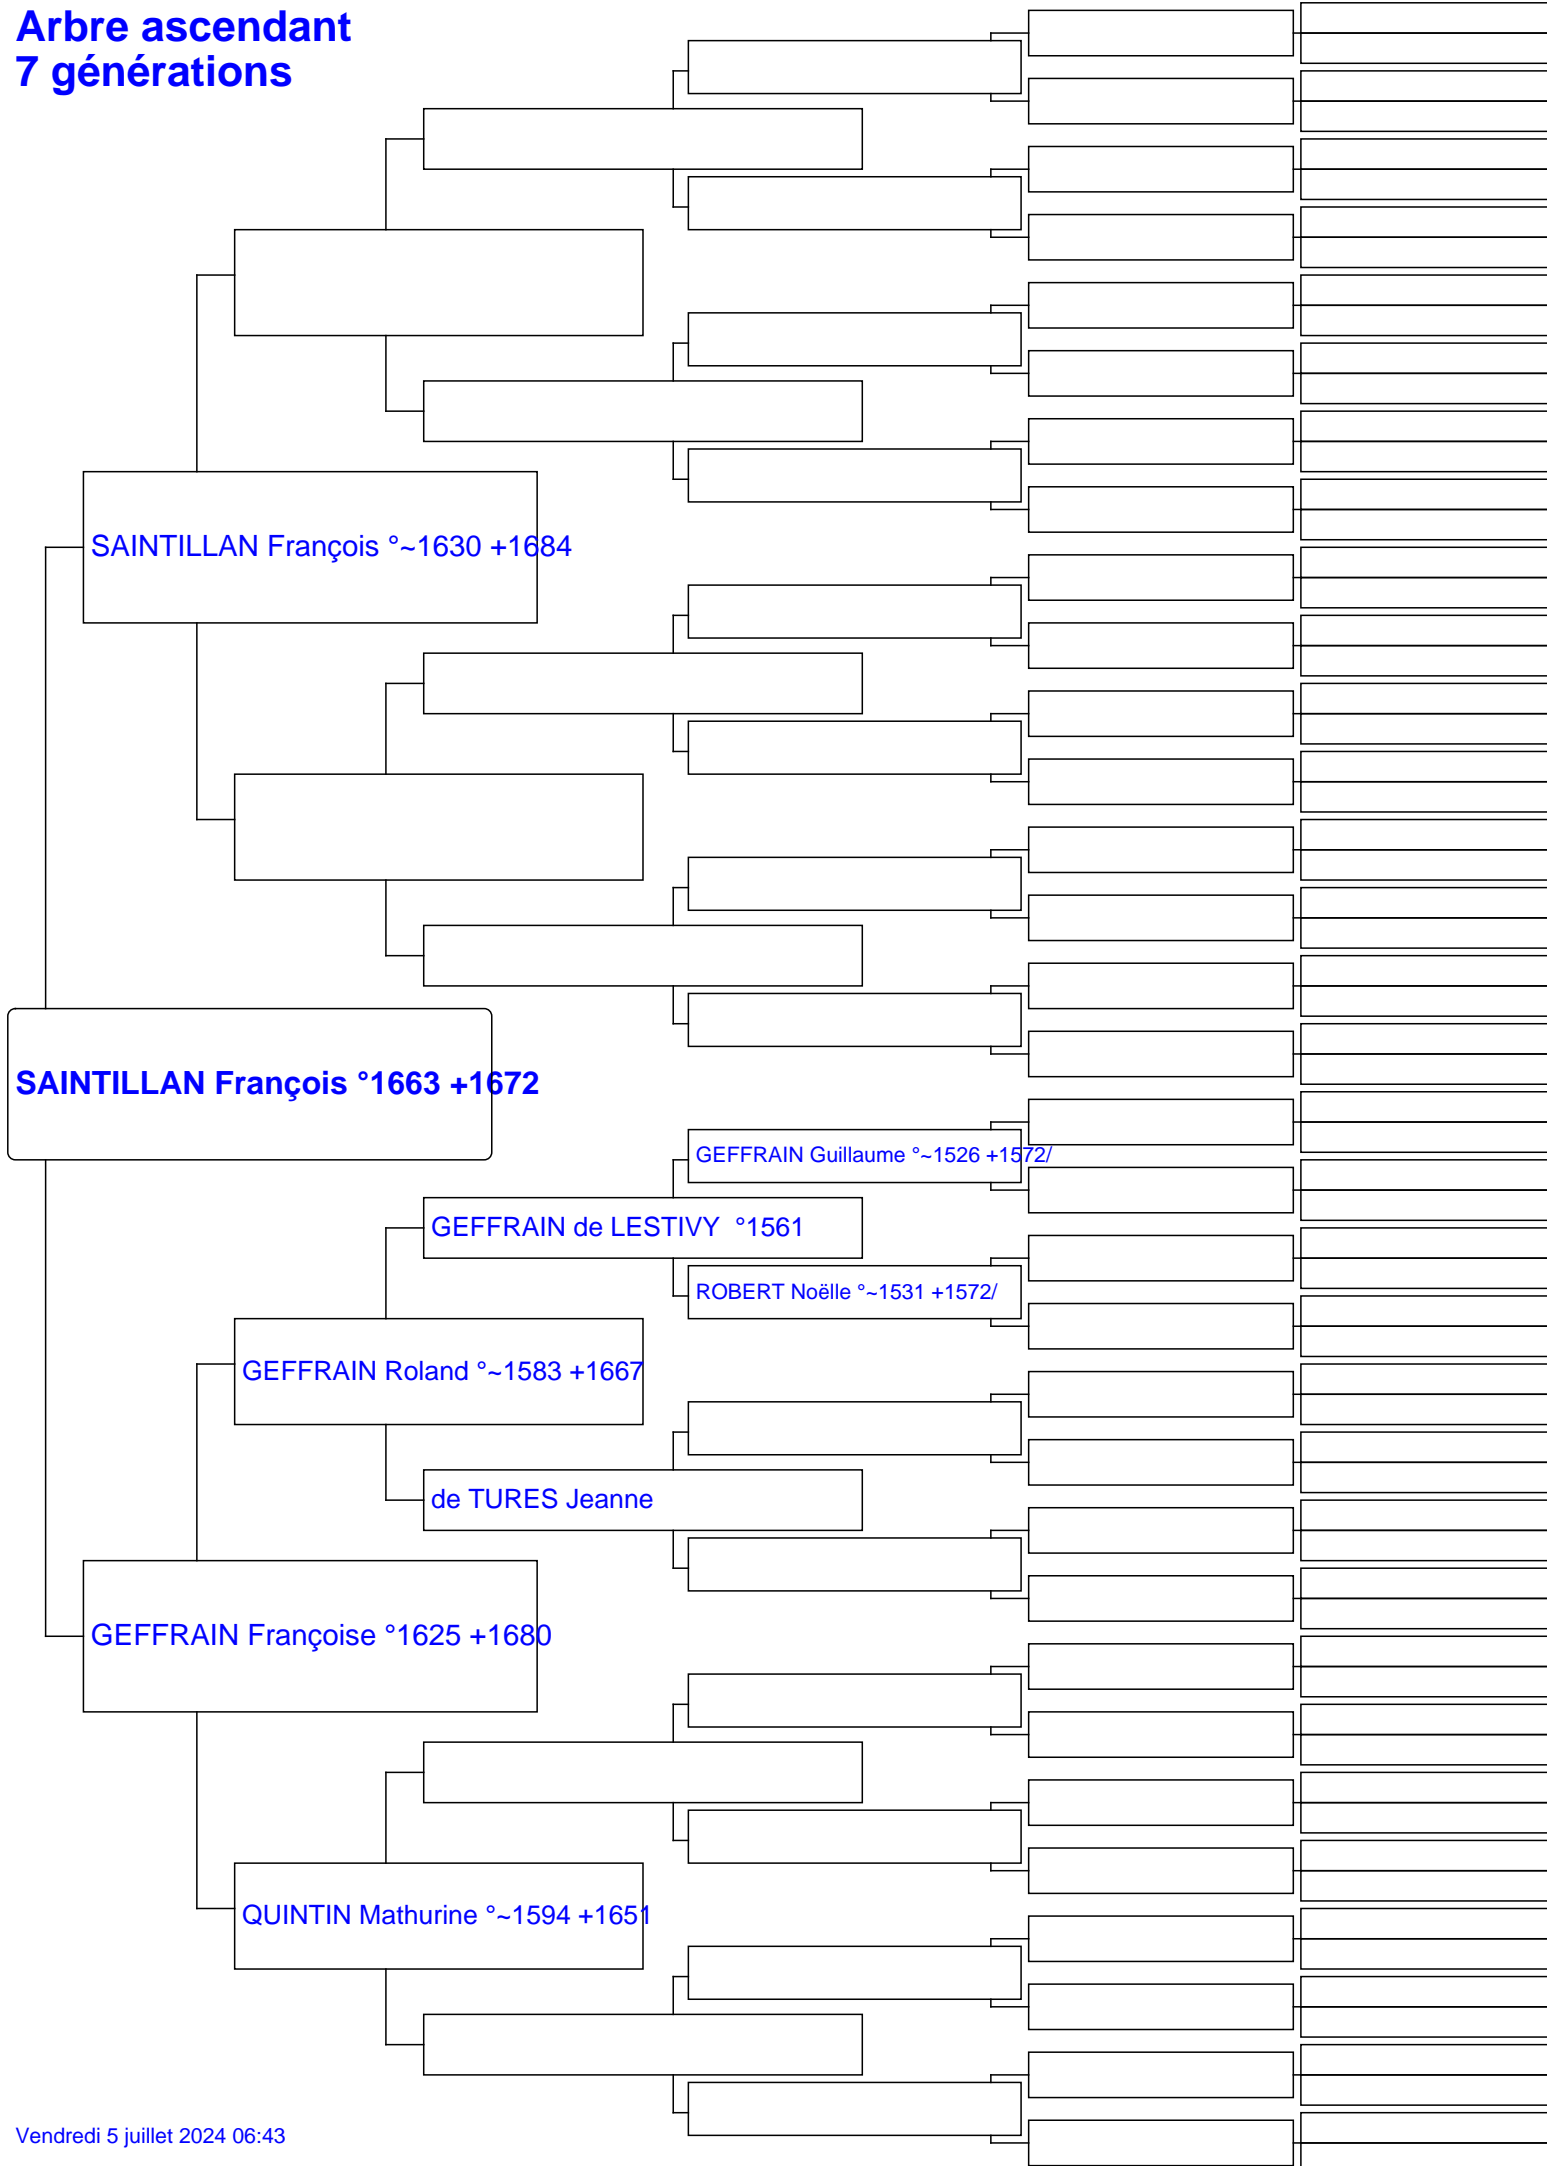 Arbre ascendant
7 générations
SAINTILLAN François °~1630 +1684
SAINTILLAN François °1663 +1672
GEFFRAIN Guillaume °~1526 +1572/
GEFFRAIN de LESTIVY  °1561
ROBERT Noëlle °~1531 +1572/
GEFFRAIN Roland °~1583 +1667
de TURES Jeanne
GEFFRAIN Françoise °1625 +1680
QUINTIN Mathurine °~1594 +1651
Vendredi 5 juillet 2024 06:43